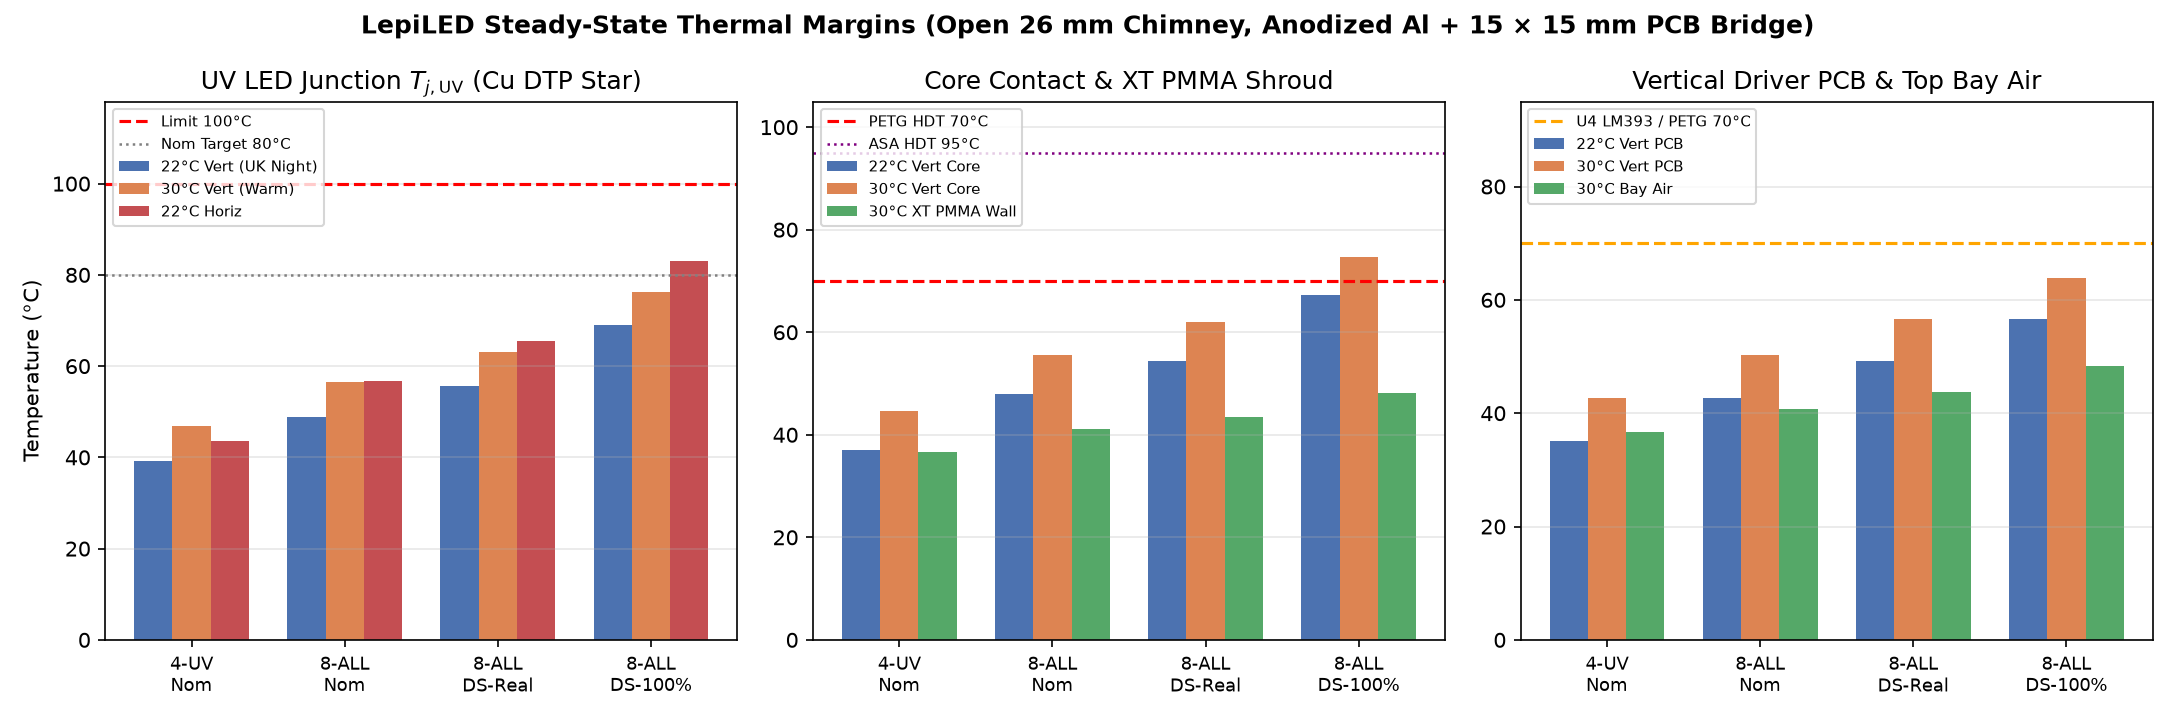 LepiLED Steady-State Thermal Margins (Open 26 mm Chimney, Anodized Al + 15 × 15 mm PCB Bridge)
UV LED Junction Tj, UV (Cu DTP Star)
Temperature (°C)
100
80
60
40
20
0
Limit 100°C
Nom Target 80°C
22°C Vert (UK Night)
30°C Vert (Warm)
22°C Horiz
4-UV
Nom
8-ALL
Nom
8-ALL
DS-Real
8-ALL
DS-100%
Core Contact & XT PMMA Shroud
100
80
60
40
20
0
PETG HDT 70°C
ASA HDT 95°C
22°C Vert Core
30°C Vert Core
30°C XT PMMA Wall
4-UV
Nom
8-ALL
Nom
8-ALL
DS-Real
8-ALL
DS-100%
Vertical Driver PCB & Top Bay Air
80
60
40
20
0
U4 LM393 / PETG 70°C
22°C Vert PCB
30°C Vert PCB
30°C Bay Air
4-UV
Nom
8-ALL
Nom
8-ALL
DS-Real
8-ALL
DS-100%